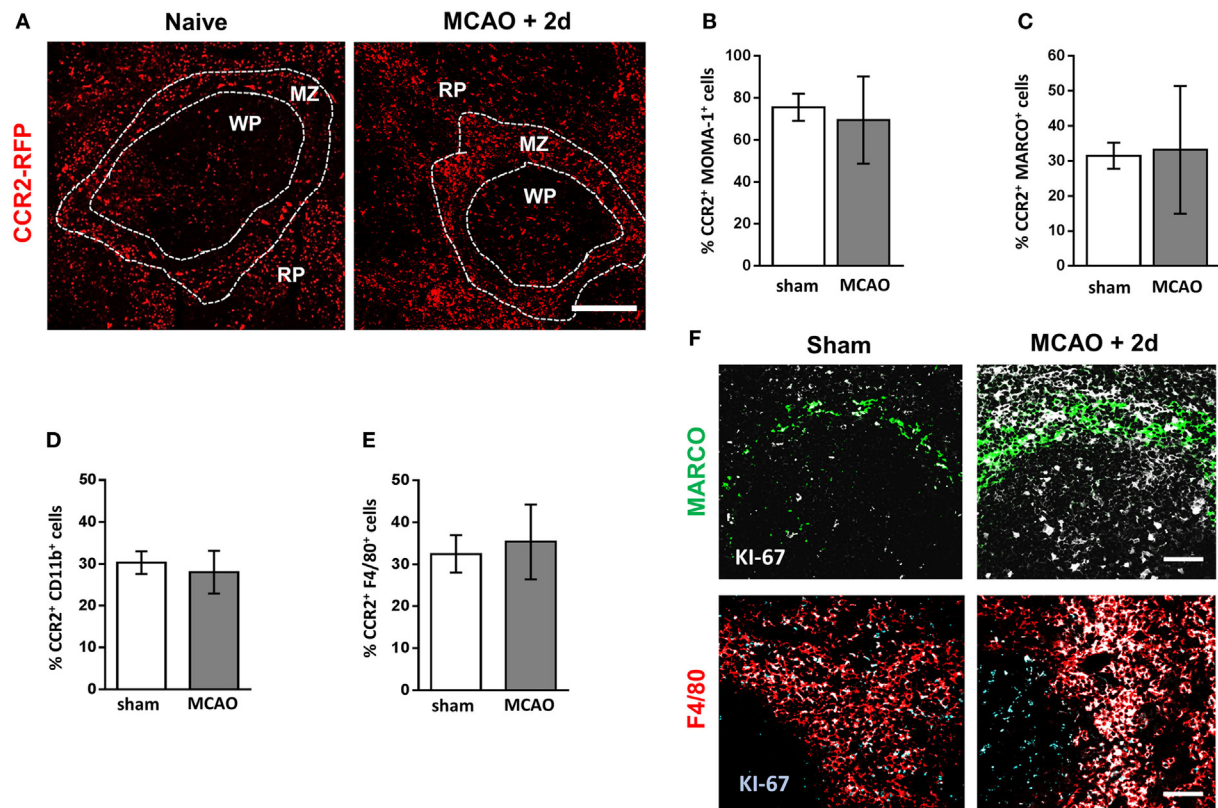 A
Naive
MCAO + 2d
CCR2-RFP
WP
MZ
RP
RP
MZ
WP
B
% CCR2⁺ MOMA-1⁺ cells
100
80
60
40
20
0
sham
MCAO
C
% CCR2⁺ MARCO⁺ cells
60
50
40
30
20
10
0
sham
MCAO
D
% CCR2⁺ CD11b⁺ cells
50
40
30
20
10
0
sham
MCAO
E
% CCR2⁺ F4/80⁺ cells
50
40
30
20
10
0
sham
MCAO
F
Sham
MCAO + 2d
MARCO
KI-67
F4/80
KI-67